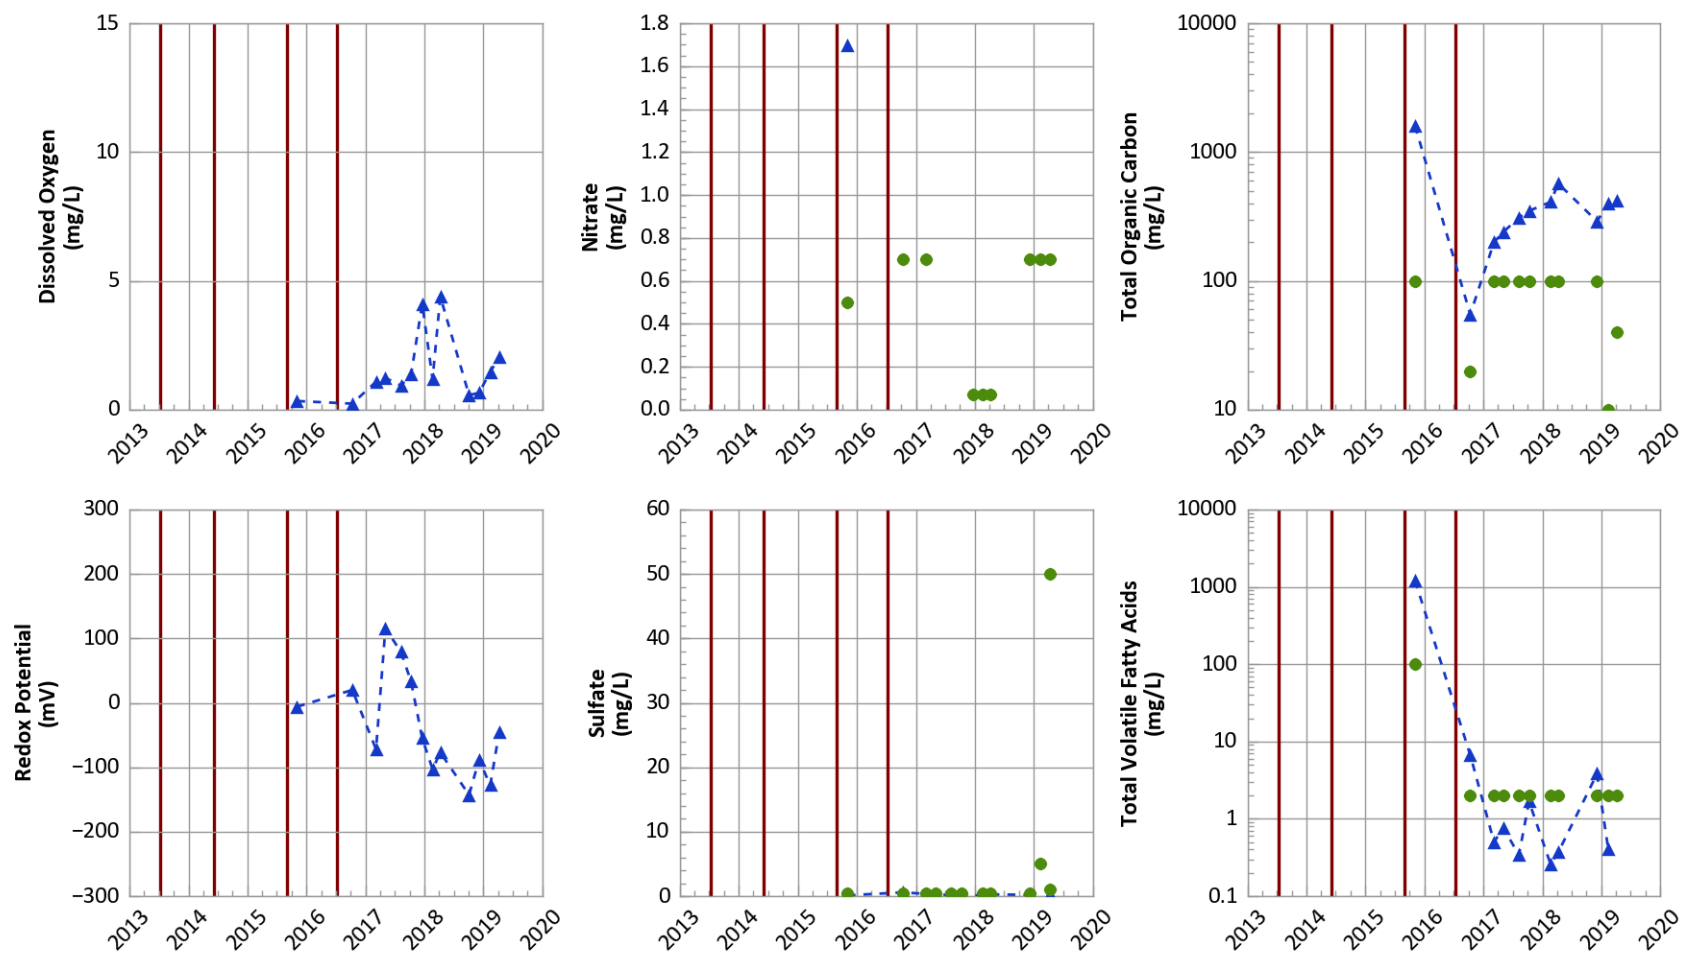 Dissolved Oxygen
(mg/L)
15
10
5
0
2013 2014 2015 2016 2017 2018 2019 2020
Nitrate
(mg/L)
1.8
1.6
1.4
1.2
1.0
0.8
0.6
0.4
0.2
0.0
2013 2014 2015 2016 2017 2018 2019 2020
Total Organic Carbon
(mg/L)
10000
1000
100
10
2013 2014 2015 2016 2017 2018 2019 2020
Redox Potential
(mV)
300
200
100
0
−100
−200
−300
2013 2014 2015 2016 2017 2018 2019 2020
Sulfate
(mg/L)
60
50
40
30
20
10
0
2013 2014 2015 2016 2017 2018 2019 2020
Total Volatile Fatty Acids
(mg/L)
10000
1000
100
10
1
0.1
2013 2014 2015 2016 2017 2018 2019 2020